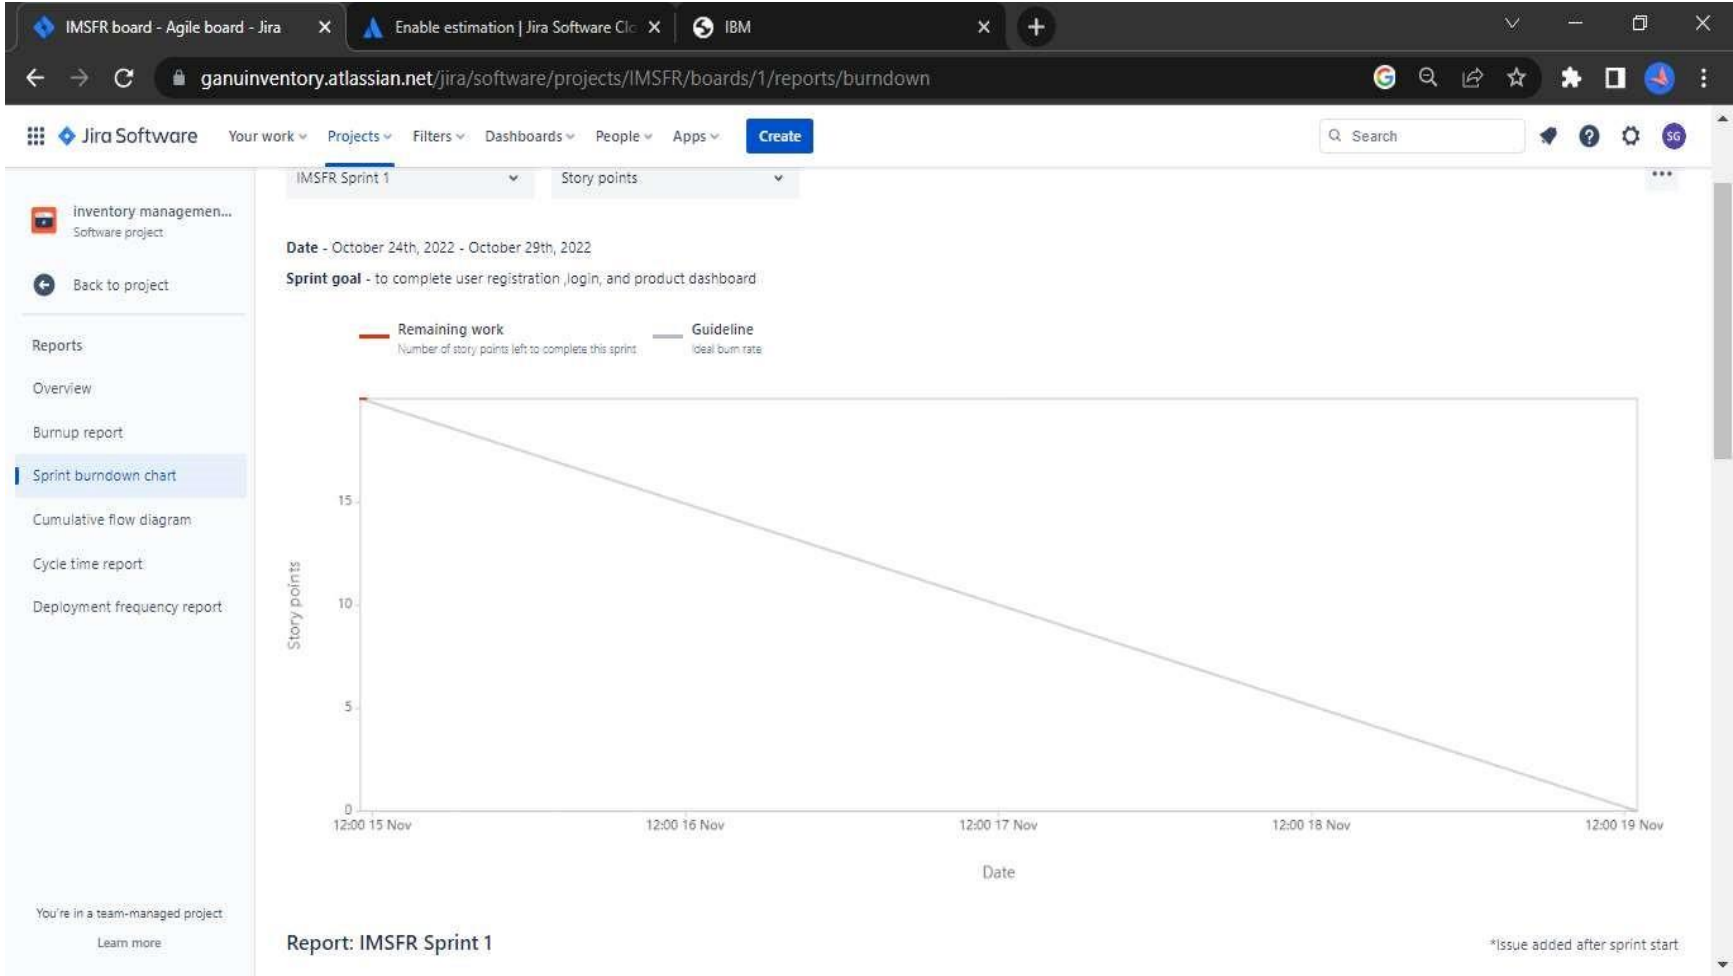 IMSFR board - Agile board - Jira
Enable estimation | Jira Software Clo
IBM
ganuinventory.atlassian.net/jira/software/projects/IMSFR/boards/1/reports/burndown
Jira Software
Your work
Projects
Filters
Dashboards
People
Apps
Create
Search
SG
IMSFR Sprint 1
Story points
inventory managemen...
Software project
Back to project
Reports
Overview
Burnup report
Sprint burndown chart
Cumulative flow diagram
Cycle time report
Deployment frequency report
You're in a team-managed project
Learn more
Date - October 24th, 2022 - October 29th, 2022
Sprint goal - to complete user registration ,login, and product dashboard
Remaining work
Number of story points left to complete this sprint
Guideline
Ideal burn rate
15
10
5
0
Story points
12:00 15 Nov
12:00 16 Nov
12:00 17 Nov
12:00 18 Nov
12:00 19 Nov
Date
Report: IMSFR Sprint 1
*Issue added after sprint start